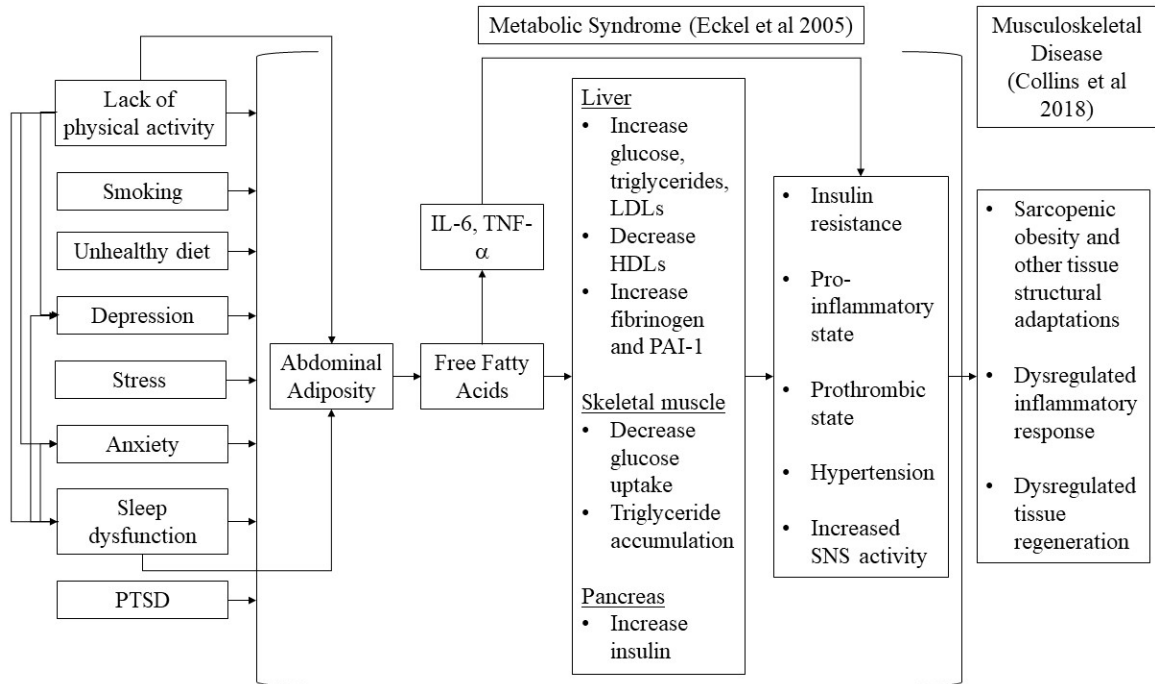 Metabolic Syndrome (Eckel et al 2005)
Musculoskeletal
Disease
(Collins et al
2018)
Lack of
physical activity
Smoking
Unhealthy diet
Depression
Stress
Anxiety
Sleep
dysfunction
PTSD
Abdominal
Adiposity
IL-6, TNF-
α
Free Fatty
Acids
Liver
• Increase
glucose,
triglycerides,
LDLs
• Decrease
HDLs
• Increase
fibrinogen
and PAI-1
Skeletal muscle
• Decrease
glucose
uptake
• Triglyceride
accumulation
Pancreas
• Increase
insulin
• Insulin
resistance
• Pro-
inflammatory
state
• Prothrombic
state
• Hypertension
• Increased
SNS activity
• Sarcopenic
obesity and
other tissue
structural
adaptations
• Dysregulated
inflammatory
response
• Dysregulated
tissue
regeneration